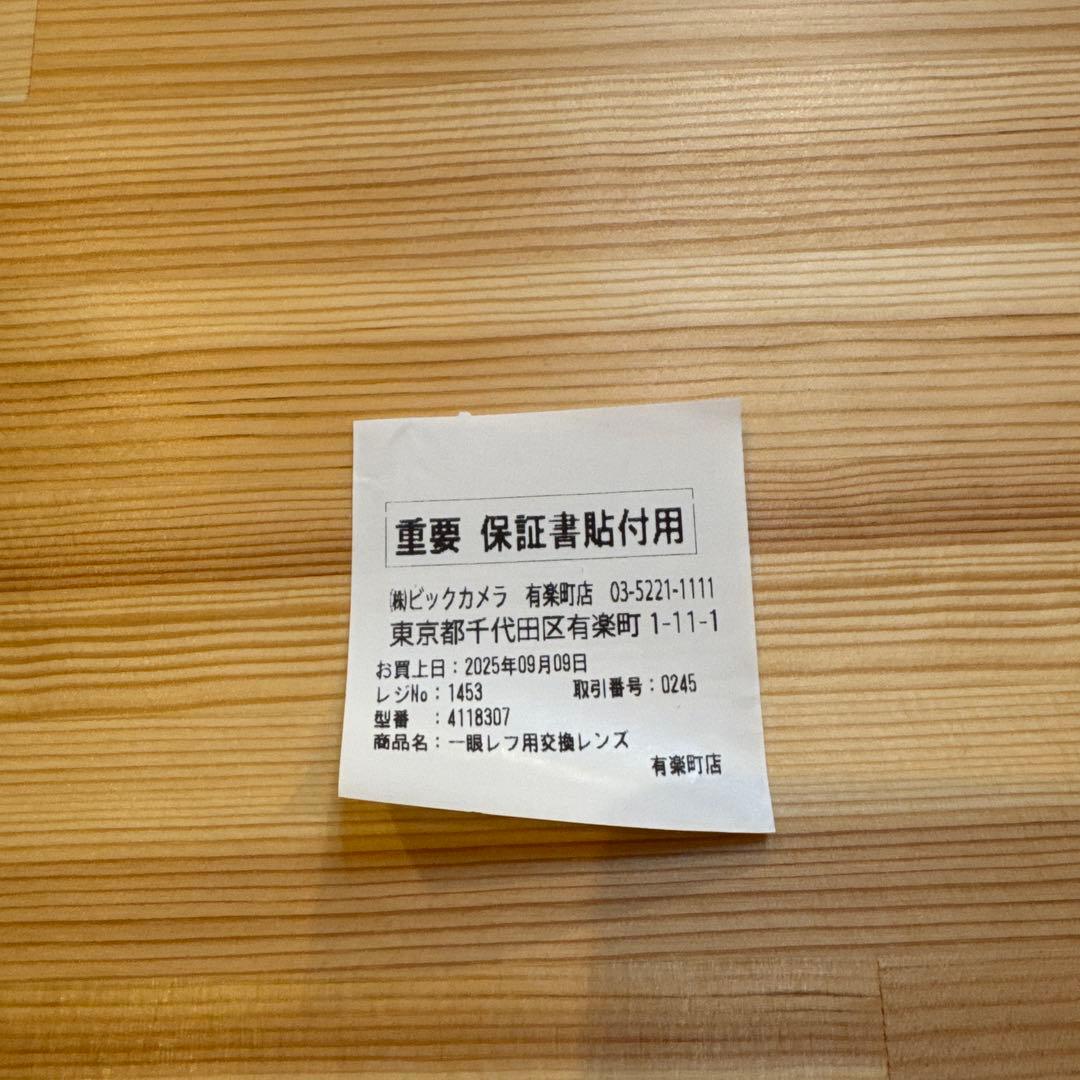 重要 保証書貼付用
㈱ビックカメラ 有楽町店 03-5221-1111
東京都千代田区有楽町 1-11-1
お買上日：2025年09月09日
レジNo：1453 取引番号：0245
型番 ：4118307
商品名：一眼レフ用交換レンズ
有楽町店